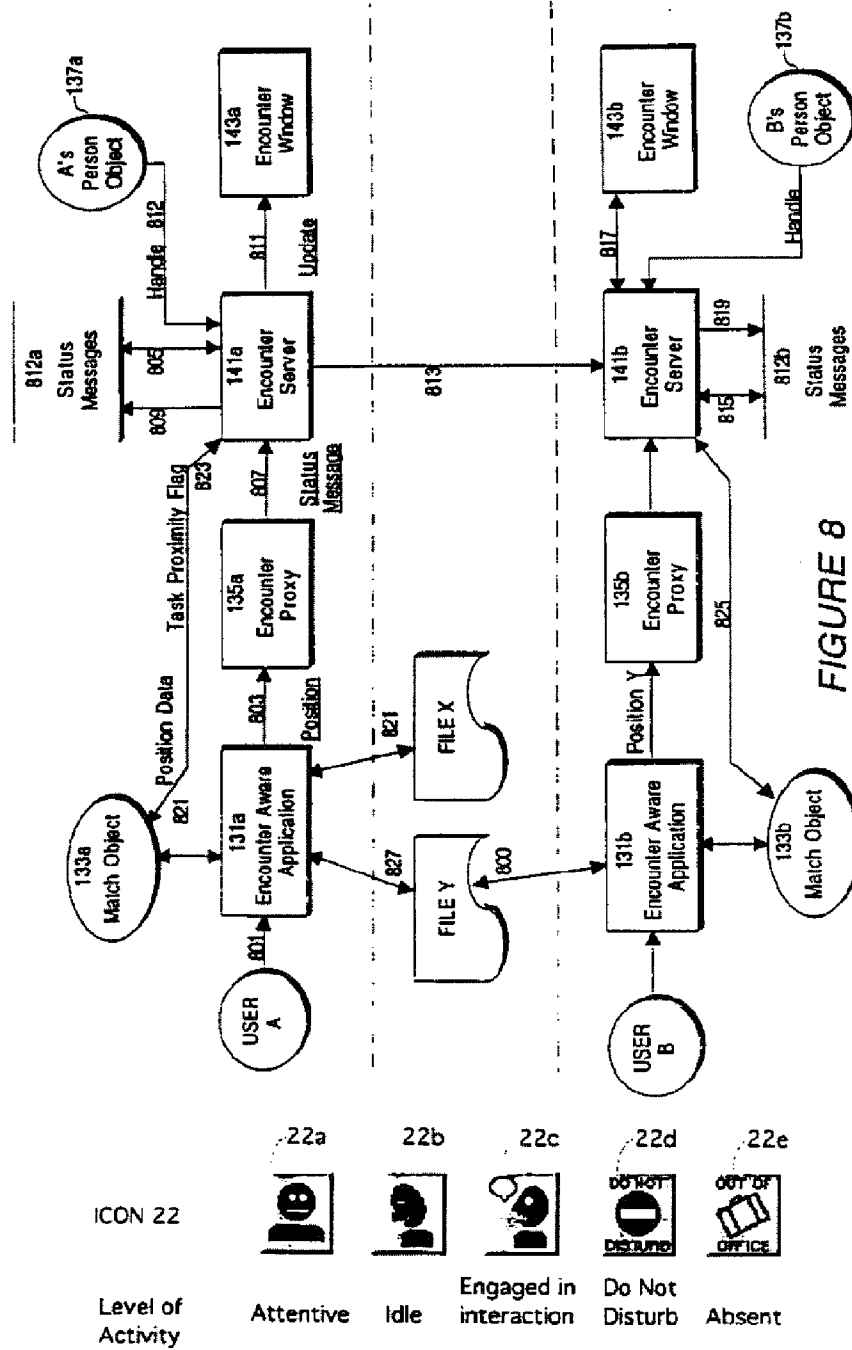 812a
Status
Messages
A's
Person
Object
137a
Handle
812
809
805
823
Task Proximity Flag
Position Data
821
133a
Match Object
USER
A
801
131a
Encounter Aware
Application
803
Position
135a
Encounter
Proxy
807
Status
Message
141a
Encounter
Server
811
Update
143a
Encounter
Window
827
821
FILE Y
FILE X
800
813
USER
B
131b
Encounter Aware
Application
Position Y
135b
Encounter
Proxy
141b
Encounter
Server
817
143b
Encounter
Window
133b
Match Object
825
815
819
812b
Status
Messages
Handle
B's
Person
Object
137b
FIGURE 8
22a
22b
22c
22d
22e
ICON 22
DO NOT
DISTURB
OUT OF
OFFICE
Level of
Activity
Attentive
Idle
Engaged in
interaction
Do Not
Disturb
Absent